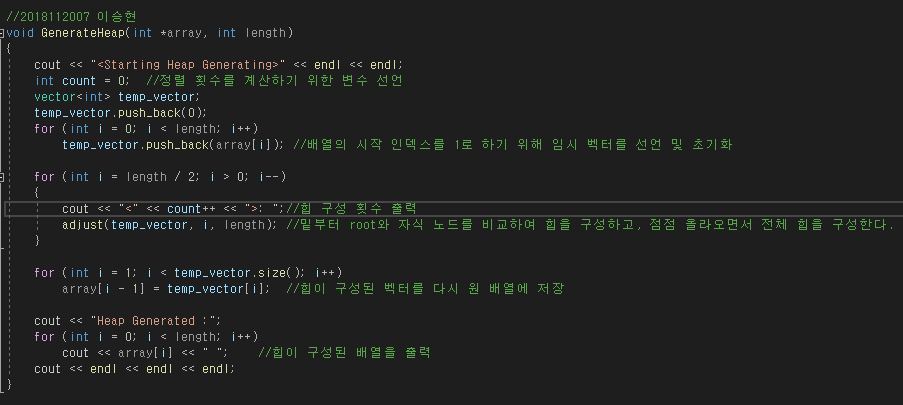 //2018112007 이승현
void GenerateHeap(int *array, int length)
{
cout << "<Starting Heap Generating>" << endl << endl;
int count = 0; //정렬 횟수를 계산하기 위한 변수 선언
vector<int> temp_vector;
temp_vector.push_back(0);
for (int i = 0; i < length; i++)
temp_vector.push_back(array[i]); //배열의 시작 인덱스를 1로 하기 위해 임시 벡터를 선언 및 초기화
for (int i = length / 2; i > 0; i--)
{
cout << "<" << count++ << ">: ";//힙 구성 횟수 출력
adjust(temp_vector, i, length); //밑부터 root와 자식 노드를 비교하여 힙을 구성하고, 점점 올라오면서 전체 힙을 구성한다.
}
for (int i = 1; i < temp_vector.size(); i++)
array[i - 1] = temp_vector[i]; //힙이 구성된 벡터를 다시 원 배열에 저장
cout << "Heap Generated :";
for (int i = 0; i < length; i++)
cout << array[i] << " "; //힙이 구성된 배열을 출력
cout << endl << endl << endl;
}